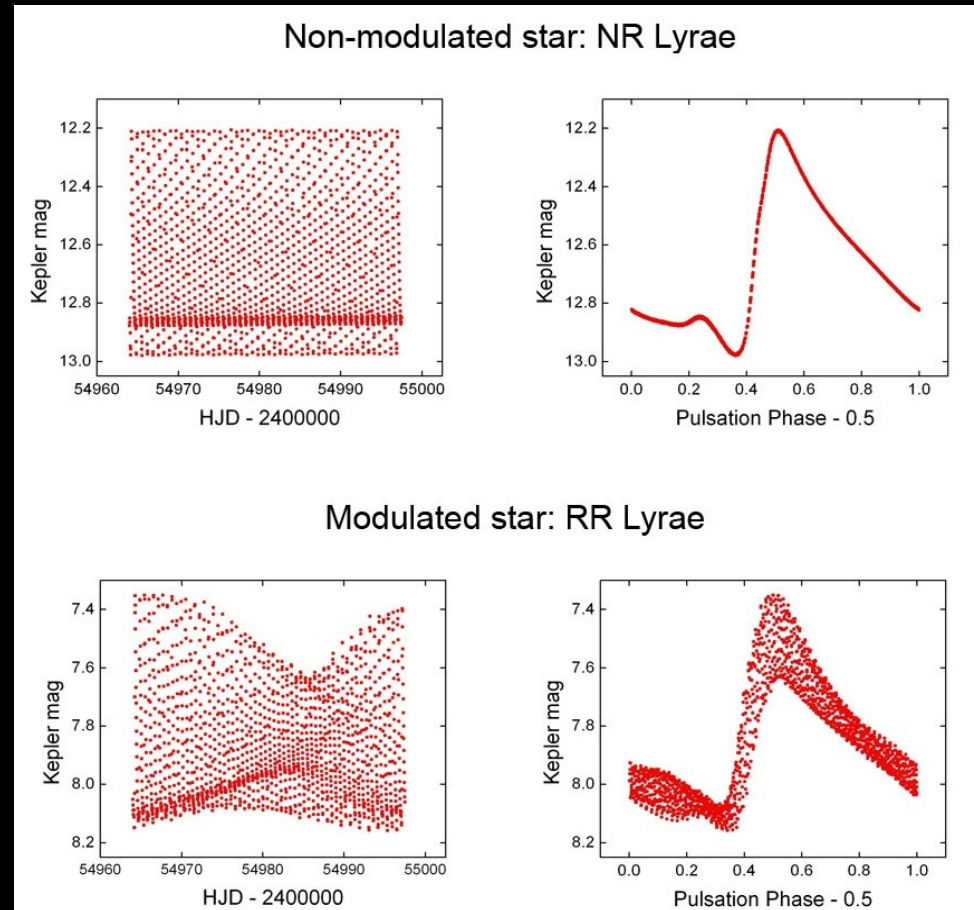 Non-modulated star: NR Lyrae
12.2
12.4
12.6
12.8
13.0
Kepler mag
54960 54970 54980 54990 55000
HJD - 2400000
12.2
12.4
12.6
12.8
13.0
Kepler mag
0.0 0.2 0.4 0.6 0.8 1.0
Pulsation Phase - 0.5
Modulated star: RR Lyrae
7.4
7.6
7.8
8.0
8.2
Kepler mag
54960 54970 54980 54990 55000
HJD - 2400000
7.4
7.6
7.8
8.0
8.2
Kepler mag
0.0 0.2 0.4 0.6 0.8 1.0
Pulsation Phase - 0.5